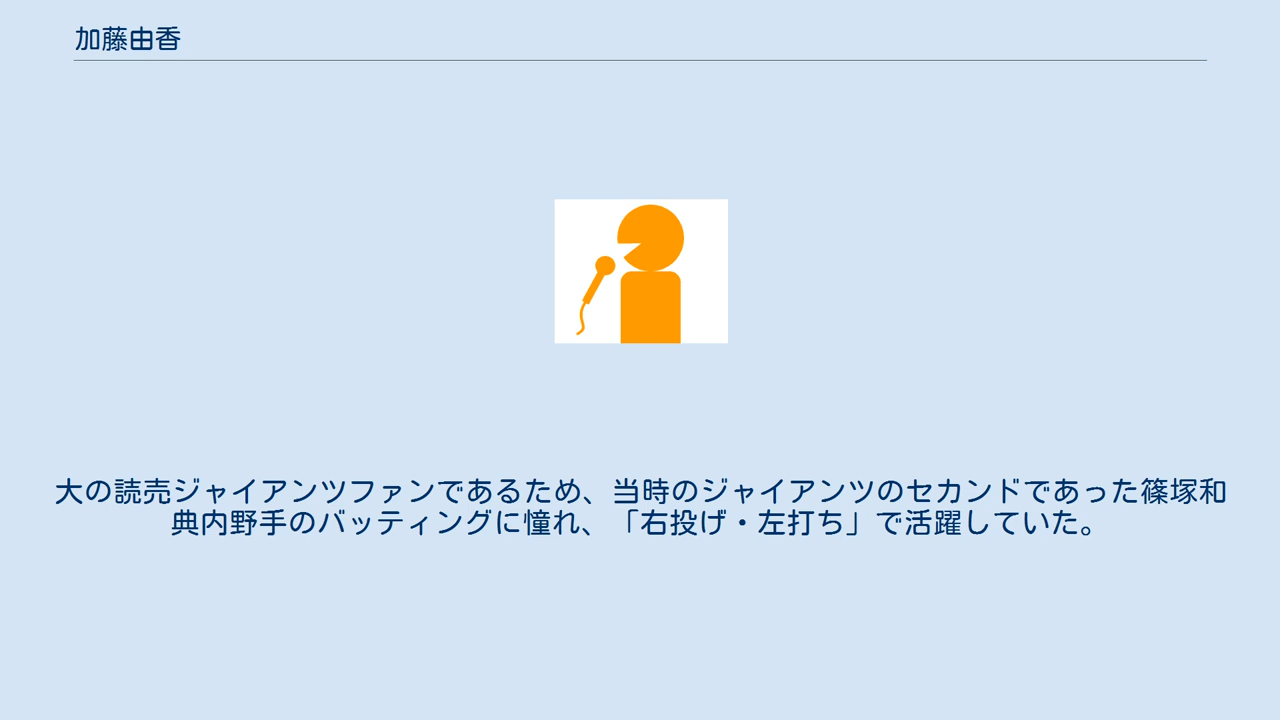 加藤由香
大の読売ジャイアンツファンであるため、当時のジャイアンツのセカンドであった篠塚和
典内野手のバッティングに憧れ、「右投げ・左打ち」で活躍していた。